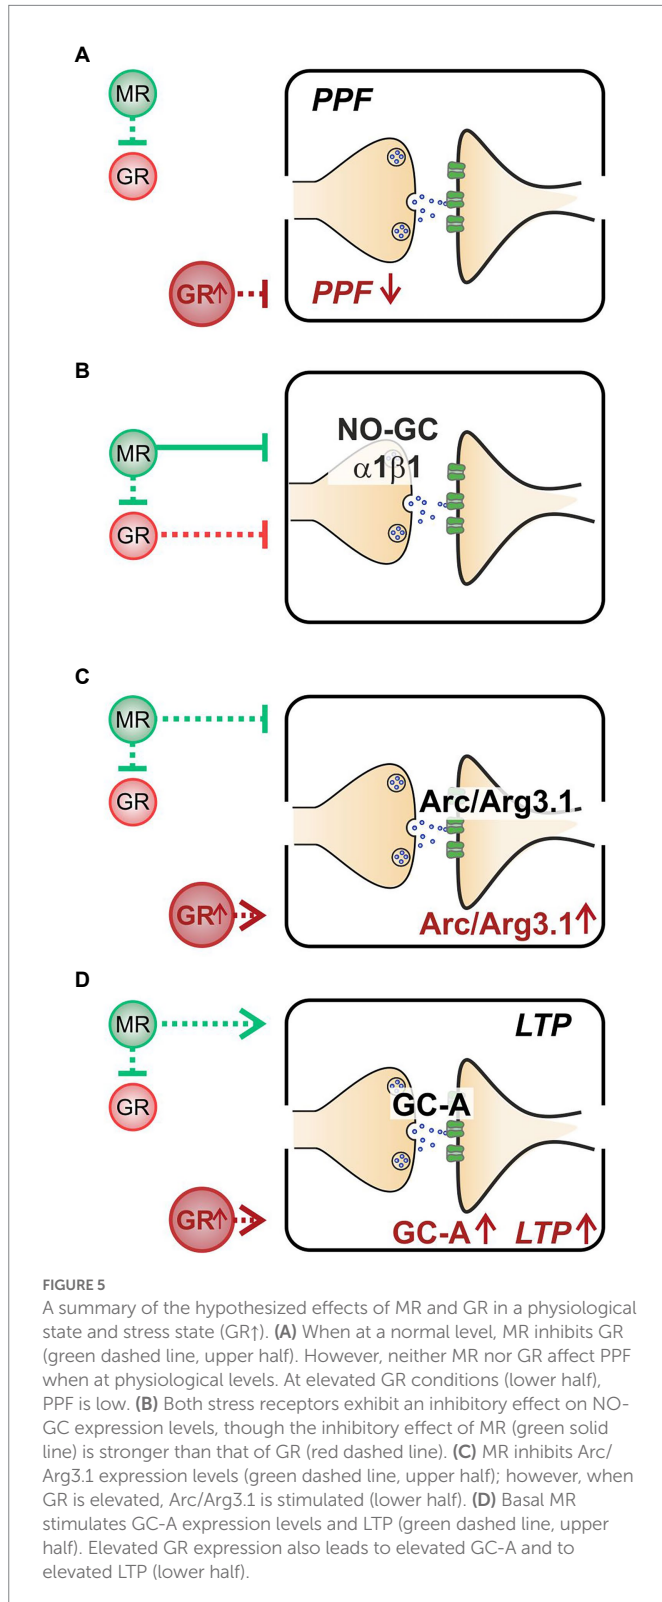 A
MR
PPF
GR
GR↑
PPF ↓
B
NO-GC
MR
α1β1
GR
C
MR
GR
Arc/Arg3.1
GR↑
Arc/Arg3.1↑
D
MR
LTP
GR
GC-A
GR↑
GC-A↑ LTP↑
FIGURE 5
A summary of the hypothesized effects of MR and GR in a physiological
state and stress state (GR↑). (A) When at a normal level, MR inhibits GR
(green dashed line, upper half). However, neither MR nor GR affect PPF
when at physiological levels. At elevated GR conditions (lower half),
PPF is low. (B) Both stress receptors exhibit an inhibitory effect on NO-
GC expression levels, though the inhibitory effect of MR (green solid
line) is stronger than that of GR (red dashed line). (C) MR inhibits Arc/
Arg3.1 expression levels (green dashed line, upper half); however, when
GR is elevated, Arc/Arg3.1 is stimulated (lower half). (D) Basal MR
stimulates GC-A expression levels and LTP (green dashed line, upper
half). Elevated GR expression also leads to elevated GC-A and to
elevated LTP (lower half).